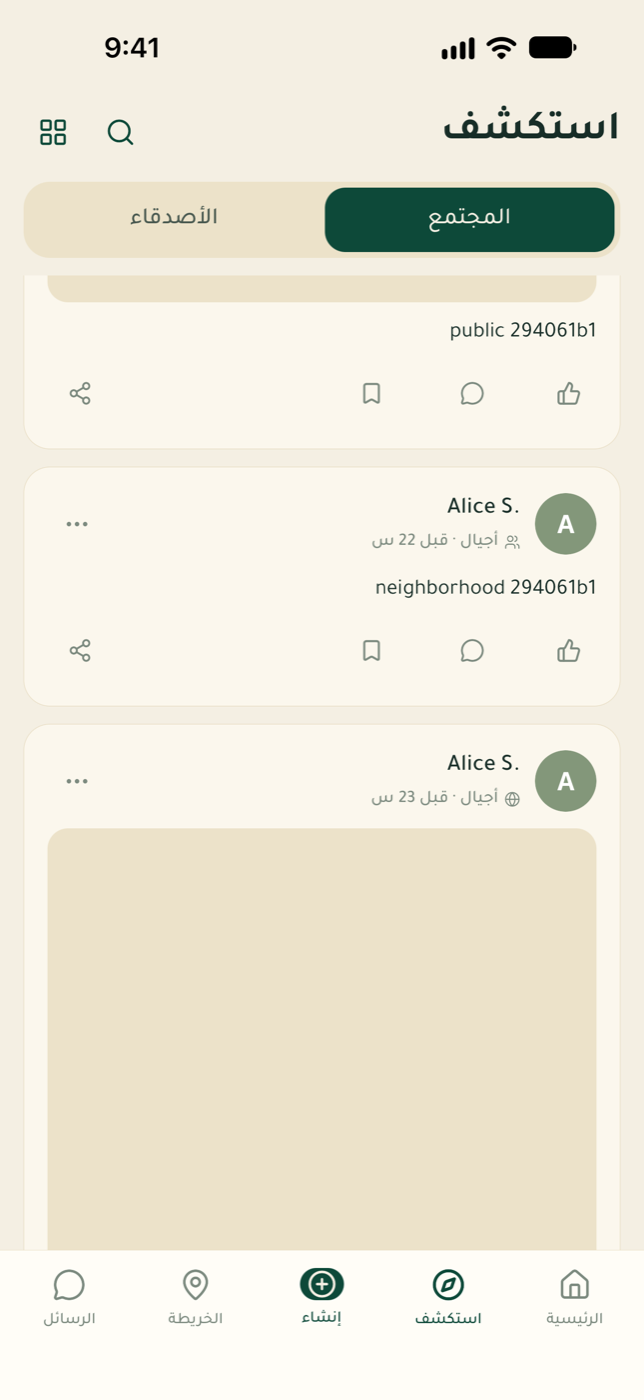 9:41
استكشف
المجتمع
الأصدقاء
public 294061b1
Alice S.
أجيال · قبل 22 س
neighborhood 294061b1
A
Alice S.
أجيال · قبل 23 س
A
الرئيسية
استكشف
إنشاء
الخريطة
الرسائل